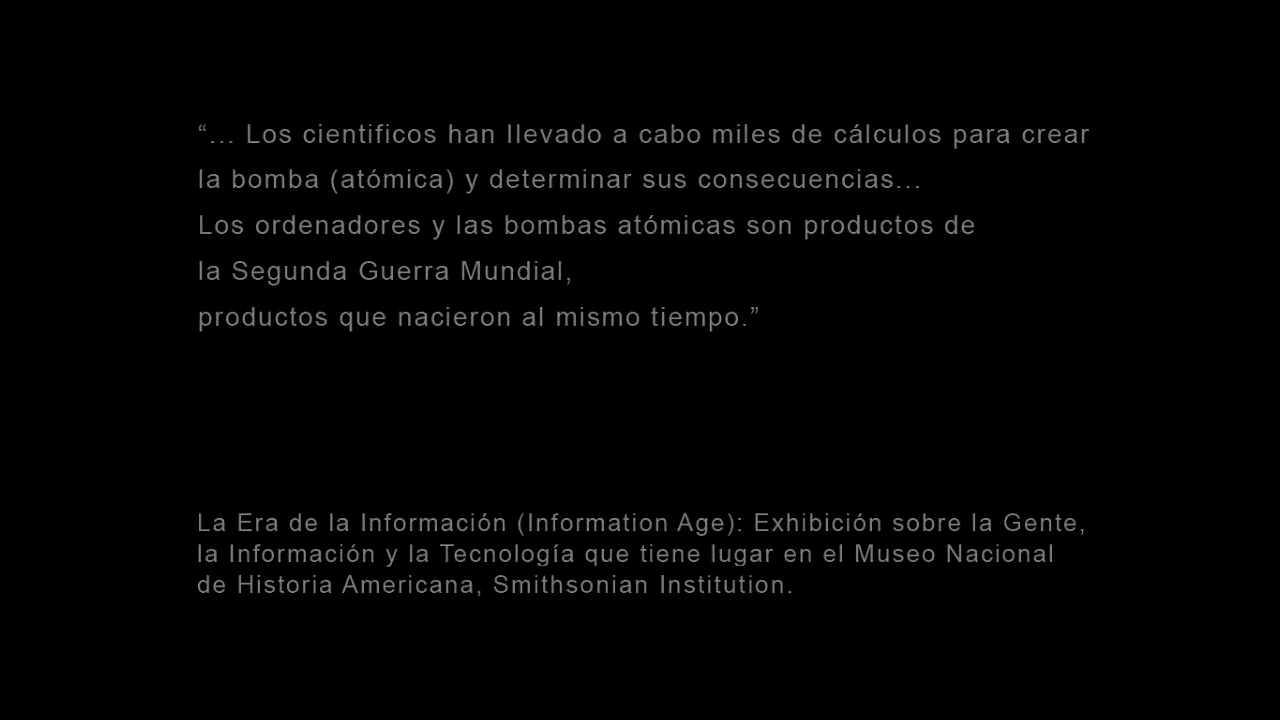 “... Los cientificos han llevado a cabo miles de cálculos para crear
la bomba (atómica) y determinar sus consecuencias...
Los ordenadores y las bombas atómicas son productos de
la Segunda Guerra Mundial,
productos que nacieron al mismo tiempo.”
La Era de la Información (Information Age): Exhibición sobre la Gente,
la Información y la Tecnología que tiene lugar en el Museo Nacional
de Historia Americana, Smithsonian Institution.